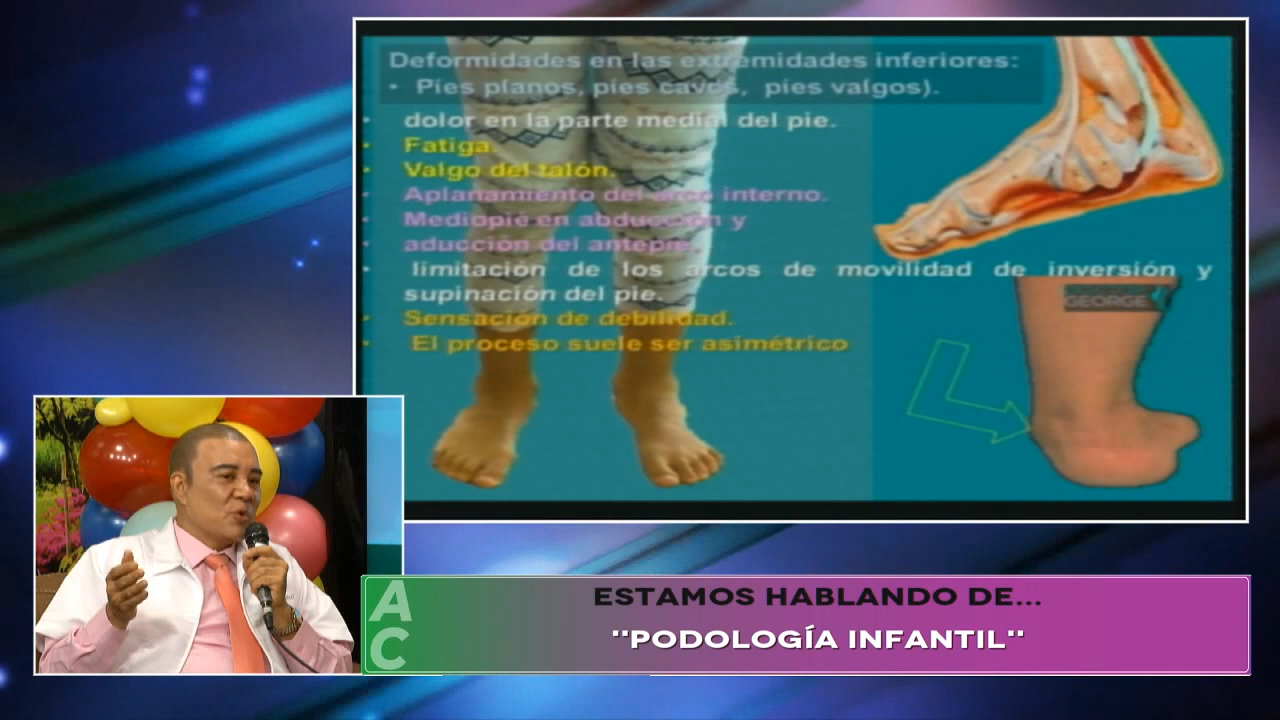 Deformidades en las extremidades inferiores:
• Pies planos, pies cavos, pies valgos).
• dolor en la parte medial del pie.
• Fatiga.
• Valgo del talón.
• Aplanamiento del arco interno.
• Mediopie en abducción y
• aducción del antepie.
• limitación de los arcos de movilidad de inversión y
supinación del pie.
• Sensación de debilidad.
• El proceso suele ser asimétrico
GEORGE
AC
ESTAMOS HABLANDO DE...
"PODOLOGÍA INFANTIL"